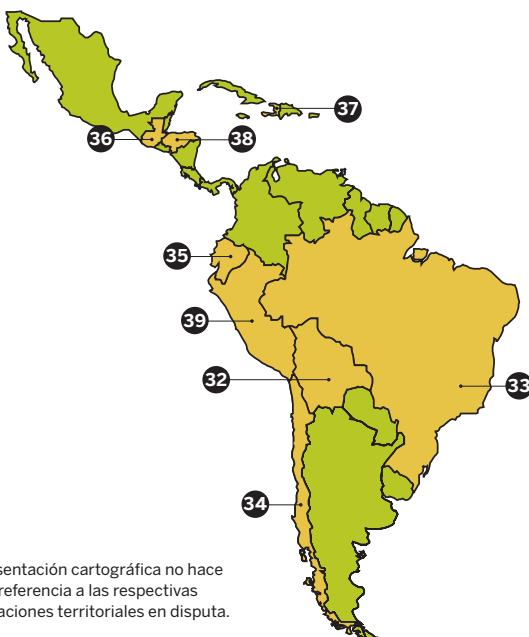 37
36
38
35
39
32
33
34
sentación cartográfica no hace
referencia a las respectivas
aciones territoriales en disputa.